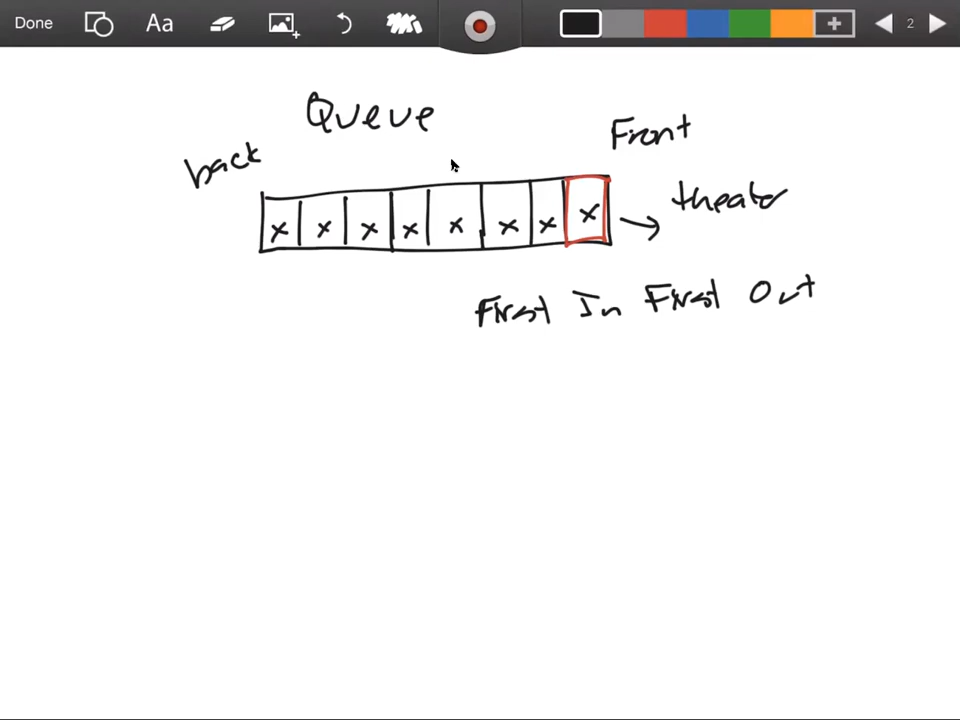 Done
Aa
2
Queue
Front
back
theater
x x x x x x x x
First In First Out